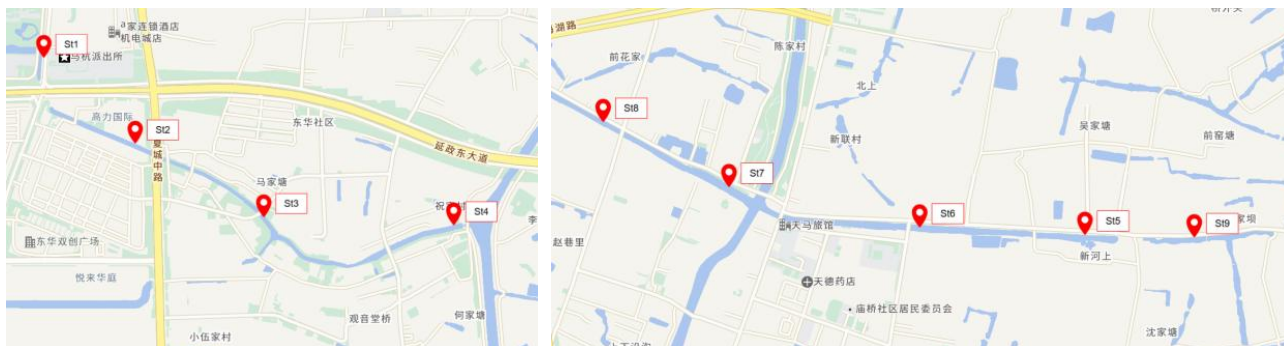 家连锁酒店
机电城店
St1
马杭派出所
高力国际
St2
夏城中路
东华社区
延政东大道
马家塘
St3
St4
李
东华双创广场
悦来华庭
观音堂桥
何家塘
小伍家村
湖路
陈家村
前花家
St8
北上
吴家塘
前窑塘
新联村
St7
St6
St5
St9
家坝
天马旅馆
新河上
赵巷里
天德药店
庙桥社区居民委员会
沈家塘